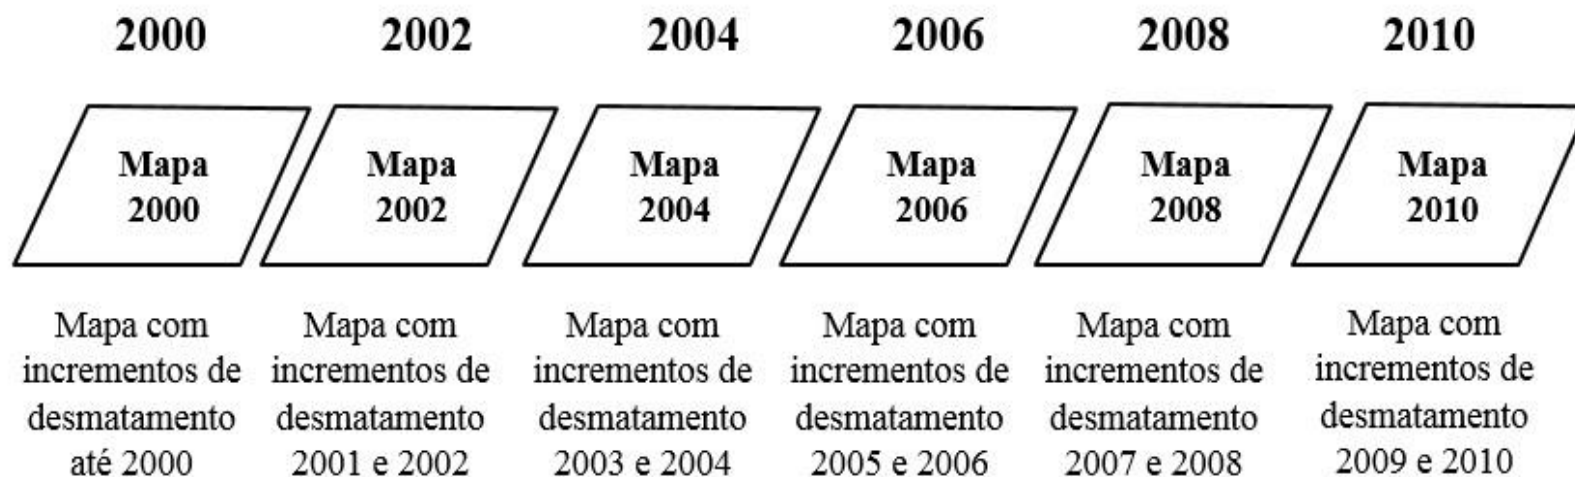 2000 2002 2004 2006 2008 2010
Mapa
2000
Mapa
2002
Mapa
2004
Mapa
2006
Mapa
2008
Mapa
2010
Mapa com
incrementos de
desmatamento
até 2000
Mapa com
incrementos de
desmatamento
2001 e 2002
Mapa com
incrementos de
desmatamento
2003 e 2004
Mapa com
incrementos de
desmatamento
2005 e 2006
Mapa com
incrementos de
desmatamento
2007 e 2008
Mapa com
incrementos de
desmatamento
2009 e 2010